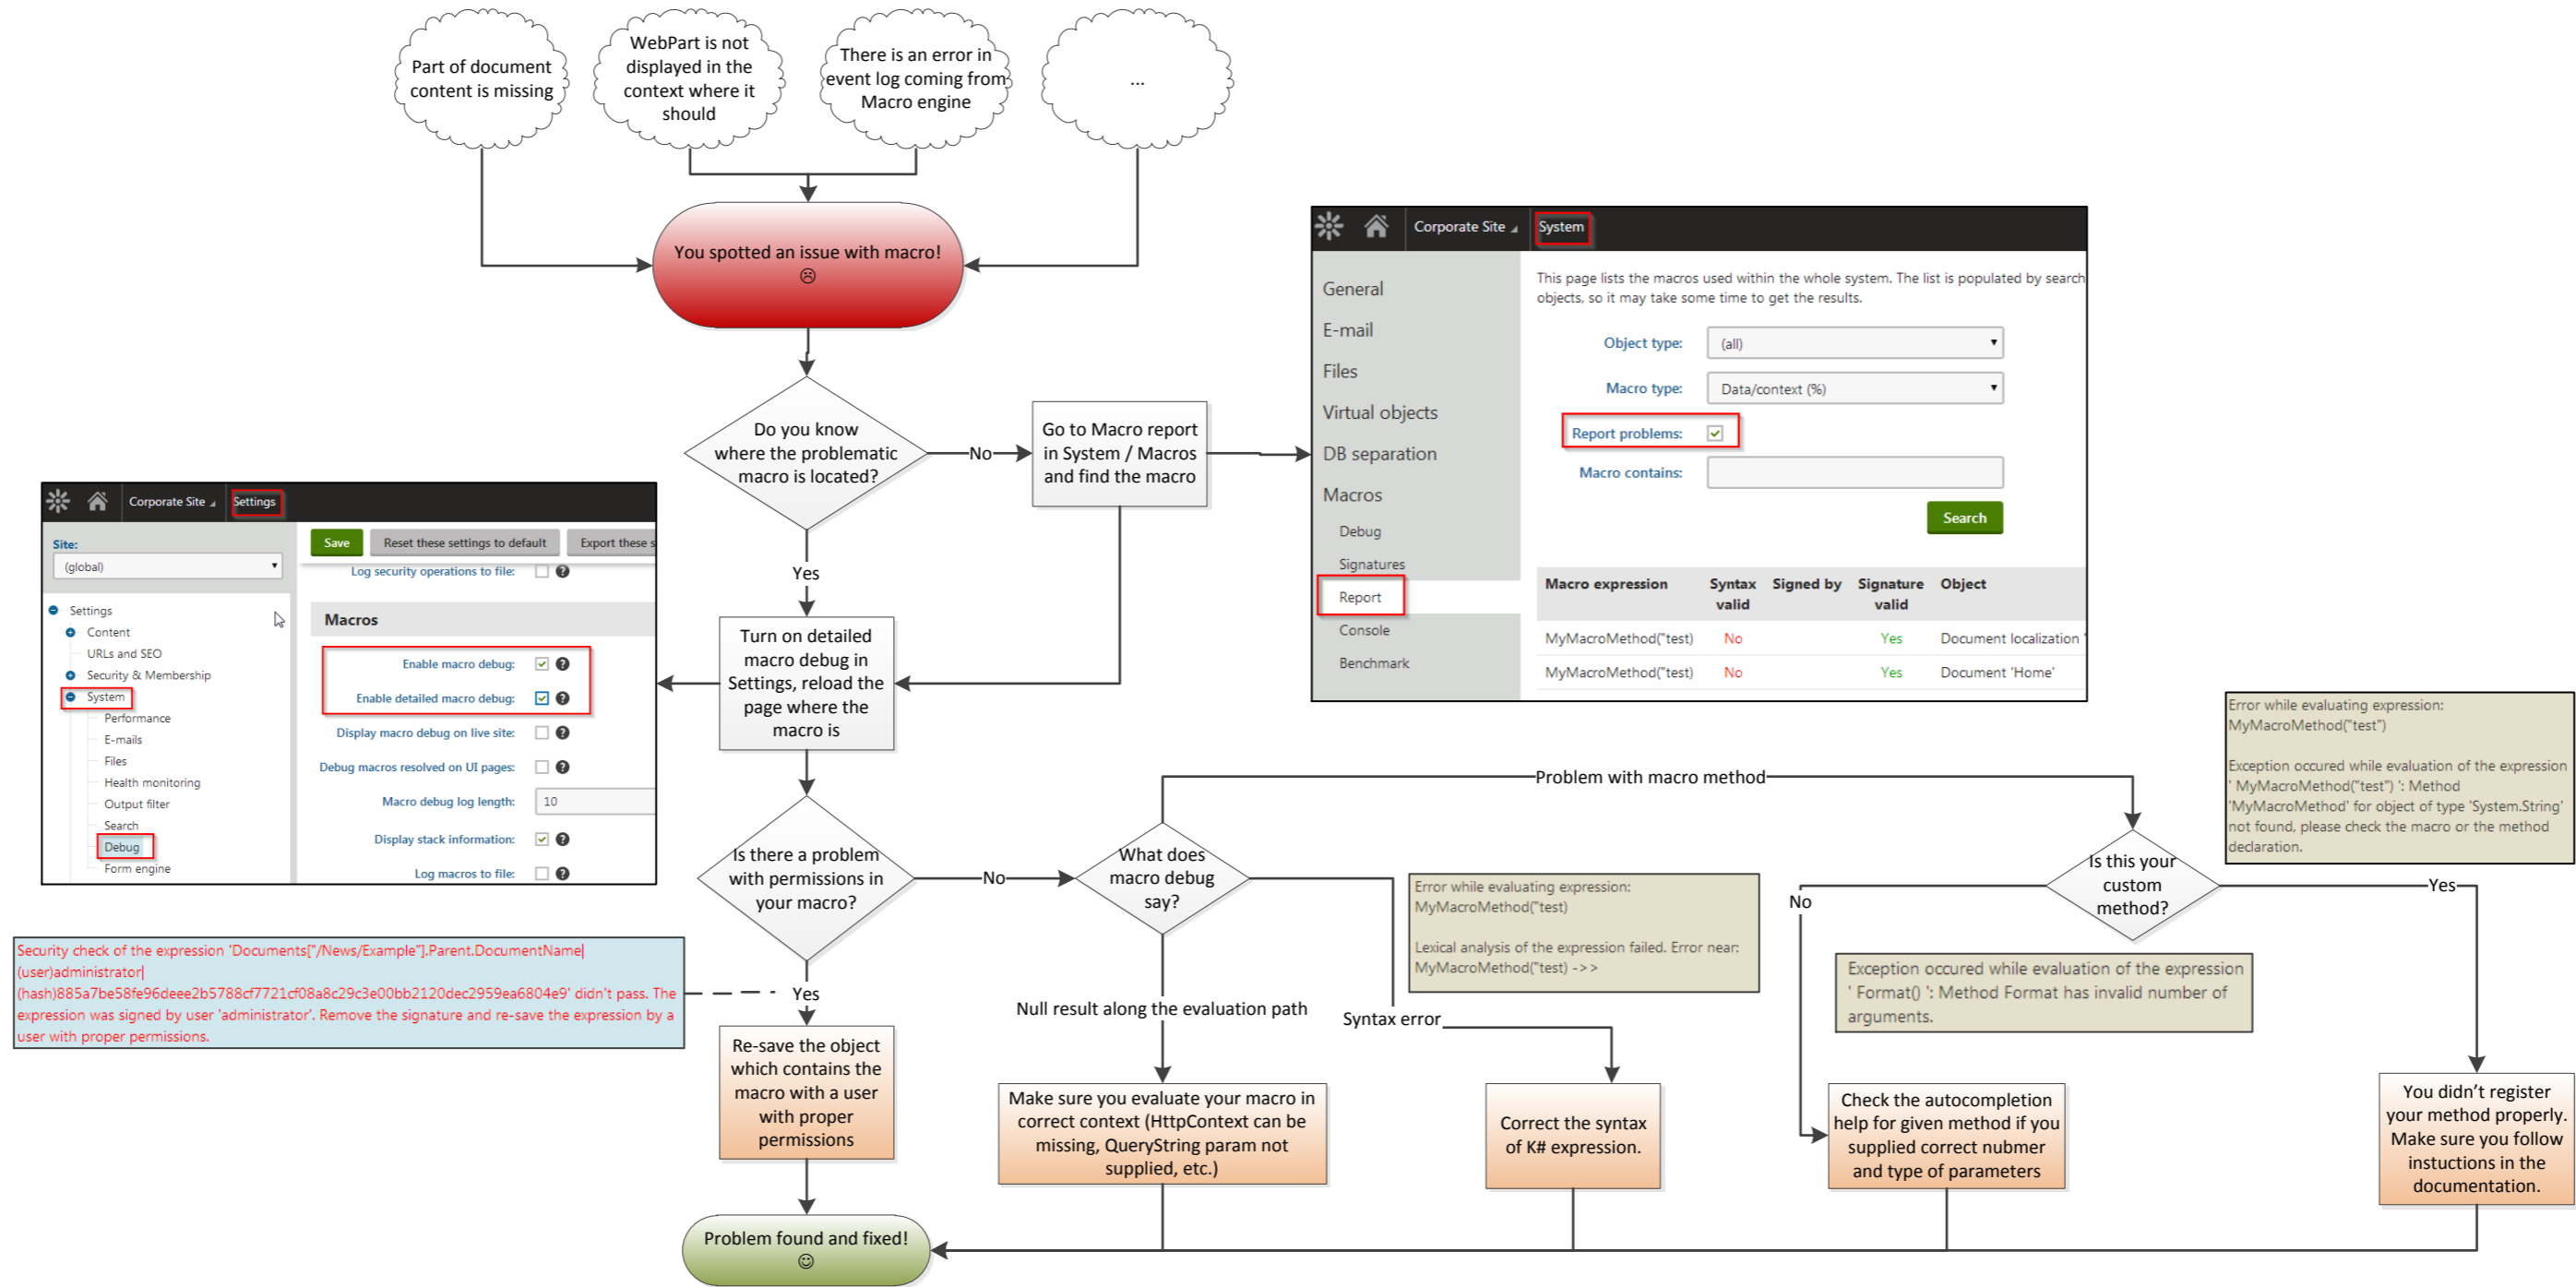 Part of document
content is missing
WebPart is not
displayed in the
context where it
should
There is an error in
event log coming from
Macro engine
...
You spotted an issue with macro!
☹
Do you know
where the problematic
macro is located?
No
Go to Macro report
in System / Macros
and find the macro
Yes
Corporate Site
System
General
E-mail
Files
Virtual objects
DB separation
Macros
Debug
Signatures
Report
Console
Benchmark
This page lists the macros used within the whole system. The list is populated by search
objects, so it may take some time to get the results.
Object type: (all)
Macro type: Data/context (%)
Report problems:
Macro contains:
Search
Macro expression Syntax valid Signed by Signature valid Object
MyMacroMethod("test) No Yes Document localization '
MyMacroMethod("test) No Yes Document 'Home'
Corporate Site
Settings
Site:
(global)
Settings
Content
URLs and SEO
Security & Membership
System
Performance
E-mails
Files
Health monitoring
Output filter
Search
Debug
Form engine
Save Reset these settings to default Export these s
Log security operations to file:
Macros
Enable macro debug:
Enable detailed macro debug:
Display macro debug on live site:
Debug macros resolved on UI pages:
Macro debug log length: 10
Display stack information:
Log macros to file:
Turn on detailed
macro debug in
Settings, reload the
page where the
macro is
Is there a problem
with permissions in
your macro?
No
What does
macro debug
say?
Problem with macro method
Is this your
custom
method?
No
Yes
Error while evaluating expression:
MyMacroMethod("test")
Exception occured while evaluation of the expression
' MyMacroMethod("test") ': Method
'MyMacroMethod' for object of type 'System.String'
not found, please check the macro or the method
declaration.
Error while evaluating expression:
MyMacroMethod("test)
Lexical analysis of the expression failed. Error near:
MyMacroMethod("test) ->>
Exception occured while evaluation of the expression
' Format() ': Method Format has invalid number of
arguments.
Security check of the expression 'Documents["/News/Example"].Parent.DocumentName|
(user)administrator|
(hash)885a7be58fe96deee2b5788cf7721cf08a8c29c3e00bb2120dec2959ea6804e9' didn't pass. The
expression was signed by user 'administrator'. Remove the signature and re-save the expression by a
user with proper permissions.
Yes
Null result along the evaluation path
Syntax error
Re-save the object
which contains the
macro with a user
with proper
permissions
Make sure you evaluate your macro in
correct context (HttpContext can be
missing, QueryString param not
supplied, etc.)
Correct the syntax
of K# expression.
Check the autocompletion
help for given method if you
supplied correct nubmer
and type of parameters
You didn't register
your method properly.
Make sure you follow
instuctions in the
documentation.
Problem found and fixed!
☺